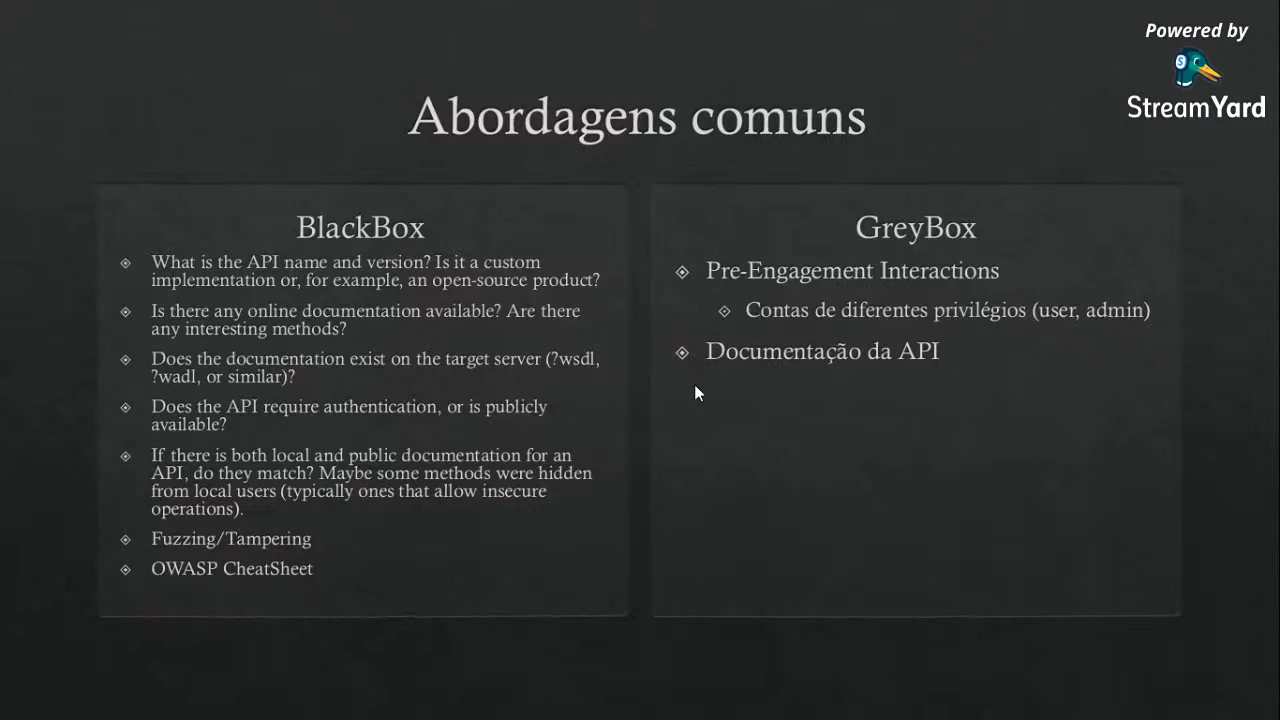 Powered by
StreamYard
Abordagens comuns
BlackBox
What is the API name and version? Is it a custom
implementation or, for example, an open-source product?
Is there any online documentation available? Are there
any interesting methods?
Does the documentation exist on the target server (?wsdl,
?wadl, or similar)?
Does the API require authentication, or is publicly
available?
If there is both local and public documentation for an
API, do they match? Maybe some methods were hidden
from local users (typically ones that allow insecure
operations).
Fuzzing/Tampering
OWASP CheatSheet
GreyBox
Pre-Engagement Interactions
Contas de diferentes privilégios (user, admin)
Documentação da API